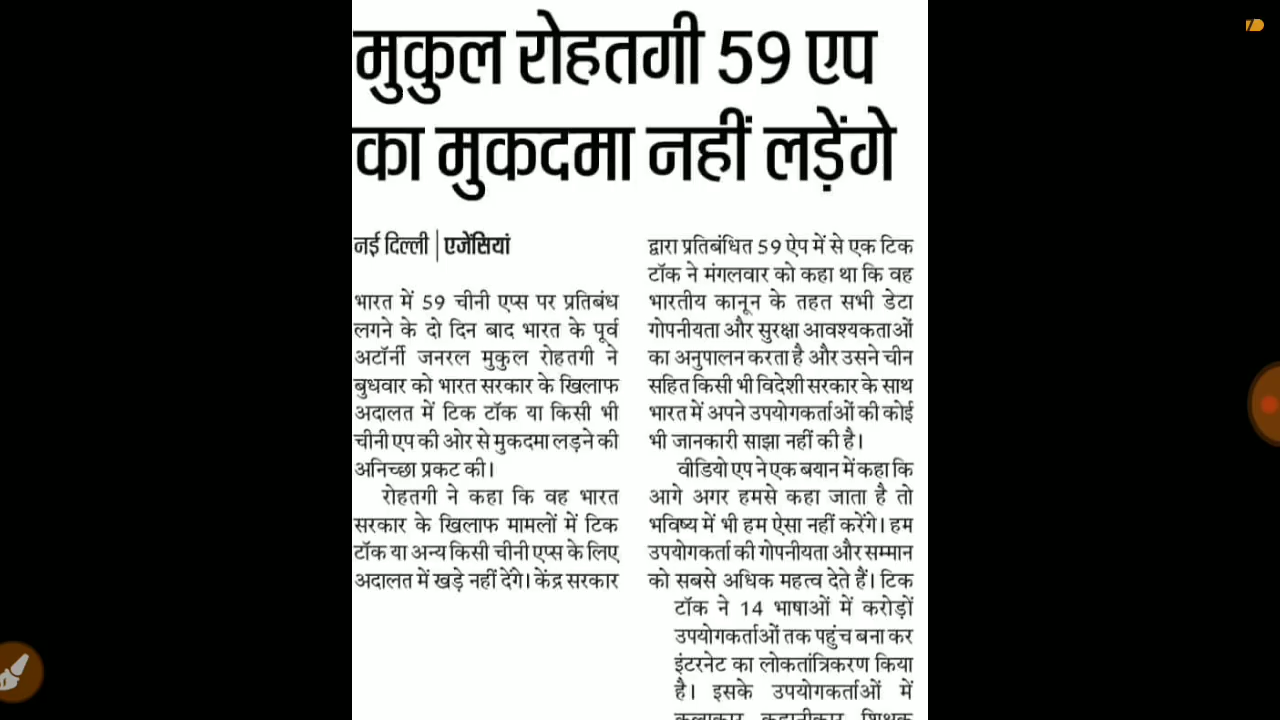 मुकुल रोहतगी 59 एप
का मुकदमा नहीं लड़ेंगे
नई दिल्ली | एजेंसियां
भारत में 59 चीनी एप्स पर प्रतिबंध
लगने के दो दिन बाद भारत के पूर्व
अटॉर्नी जनरल मुकुल रोहतगी ने
बुधवार को भारत सरकार के खिलाफ
अदालत में टिक टॉक या किसी भी
चीनी एप की ओर से मुकदमा लड़ने की
अनिच्छा प्रकट की।
रोहतगी ने कहा कि वह भारत
सरकार के खिलाफ मामलों में टिक
टॉक या अन्य किसी चीनी एप्स के लिए
अदालत में खड़े नहीं देंगे। केंद्र सरकार
द्वारा प्रतिबंधित 59 ऐप में से एक टिक
टॉक ने मंगलवार को कहा था कि वह
भारतीय कानून के तहत सभी डेटा
गोपनीयता और सुरक्षा आवश्यकताओं
का अनुपालन करता है और उसने चीन
सहित किसी भी विदेशी सरकार के साथ
भारत में अपने उपयोगकर्ताओं की कोई
भी जानकारी साझा नहीं की है।
वीडियो एप ने एक बयान में कहा कि
आगे अगर हमसे कहा जाता है तो
भविष्य में भी हम ऐसा नहीं करेंगे। हम
उपयोगकर्ता की गोपनीयता और सम्मान
को सबसे अधिक महत्व देते हैं। टिक
टॉक ने 14 भाषाओं में करोड़ों
उपयोगकर्ताओं तक पहुंच बना कर
इंटरनेट का लोकतांत्रिकरण किया
है। इसके उपयोगकर्ताओं में